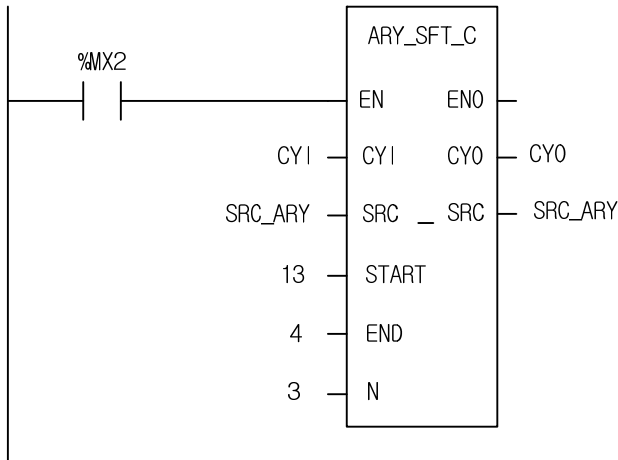 ARY_SFT_C
%MX2
EN ENO
CYI CYI CYO CYO
SRC_ARY SRC _ SRC SRC_ARY
13 START
4 END
3 N